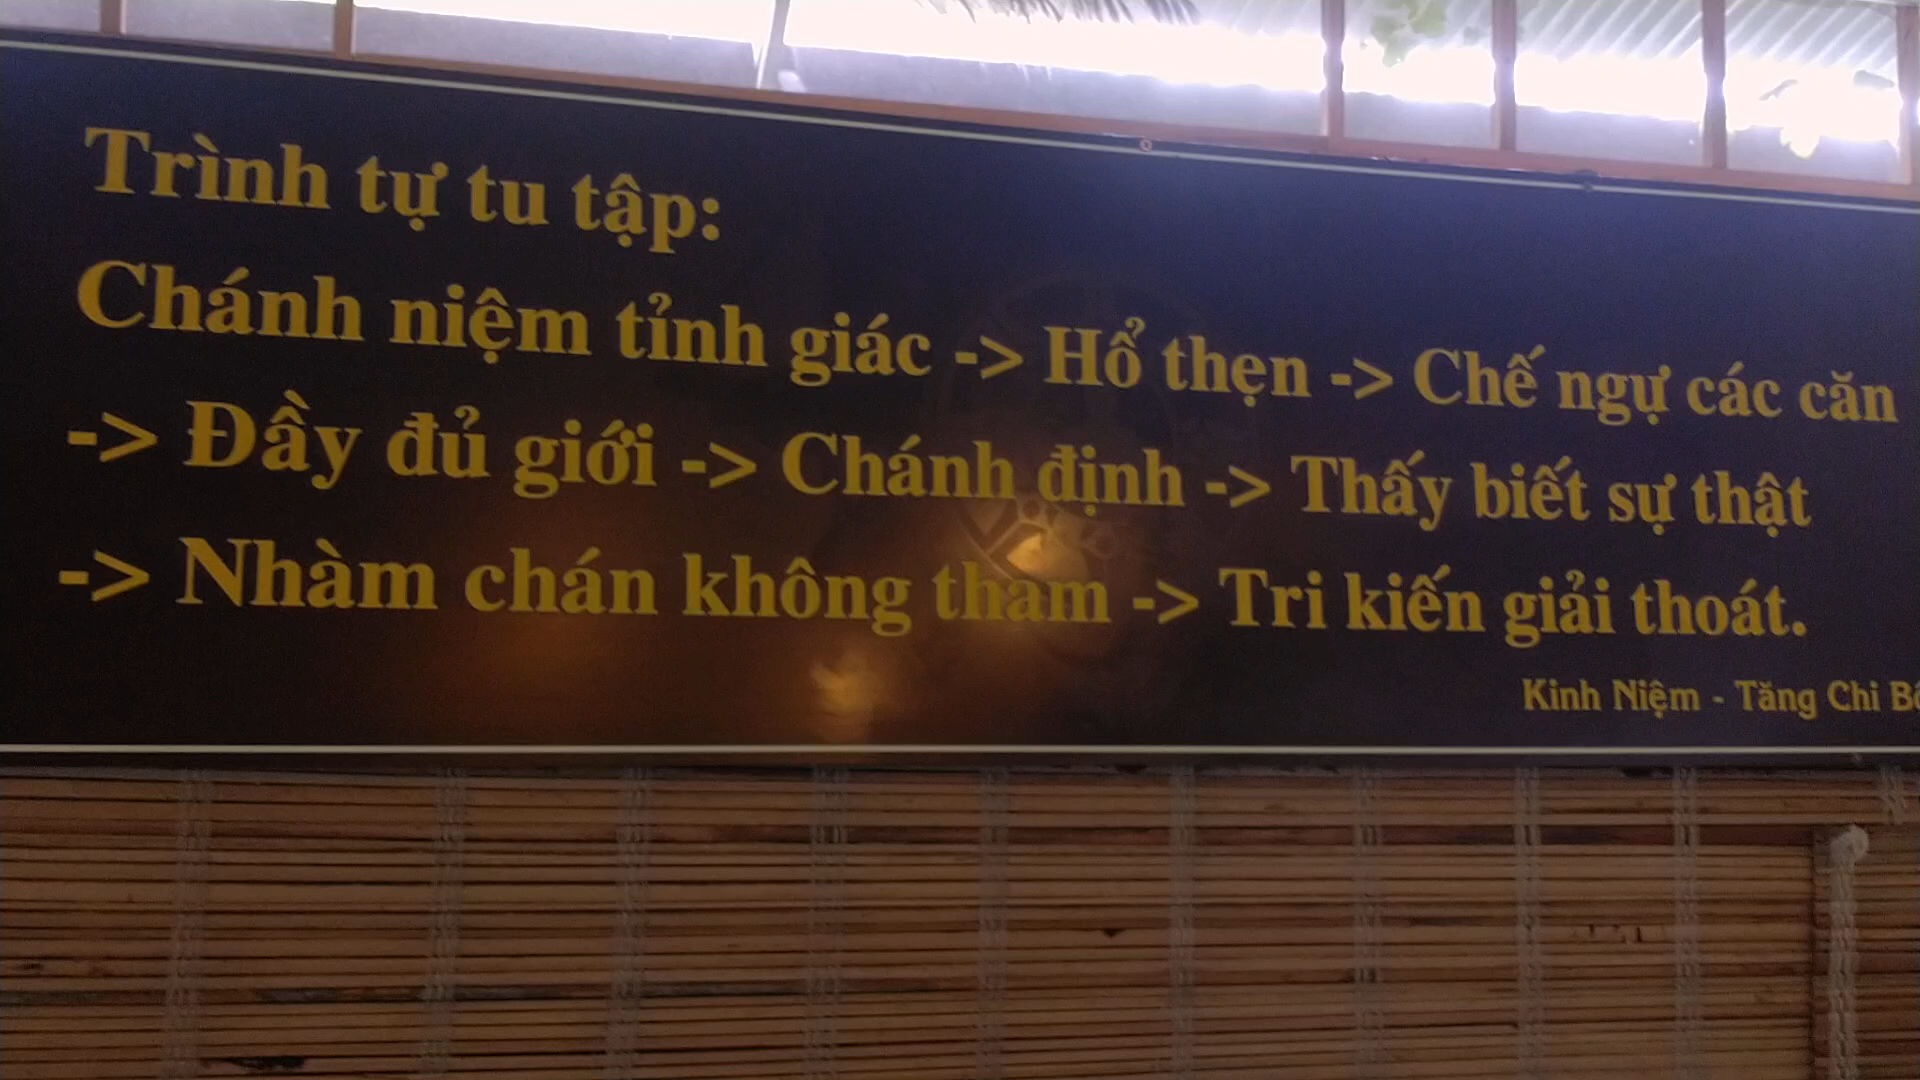 Trình tự tu tập:
Chánh niệm tỉnh giác -> Hổ thẹn -> Chế ngự các căn
-> Đầy đủ giới -> Chánh định -> Thấy biết sự thật
-> Nhàm chán không tham -> Tri kiến giải thoát.
Kinh Niệm - Tăng Chi